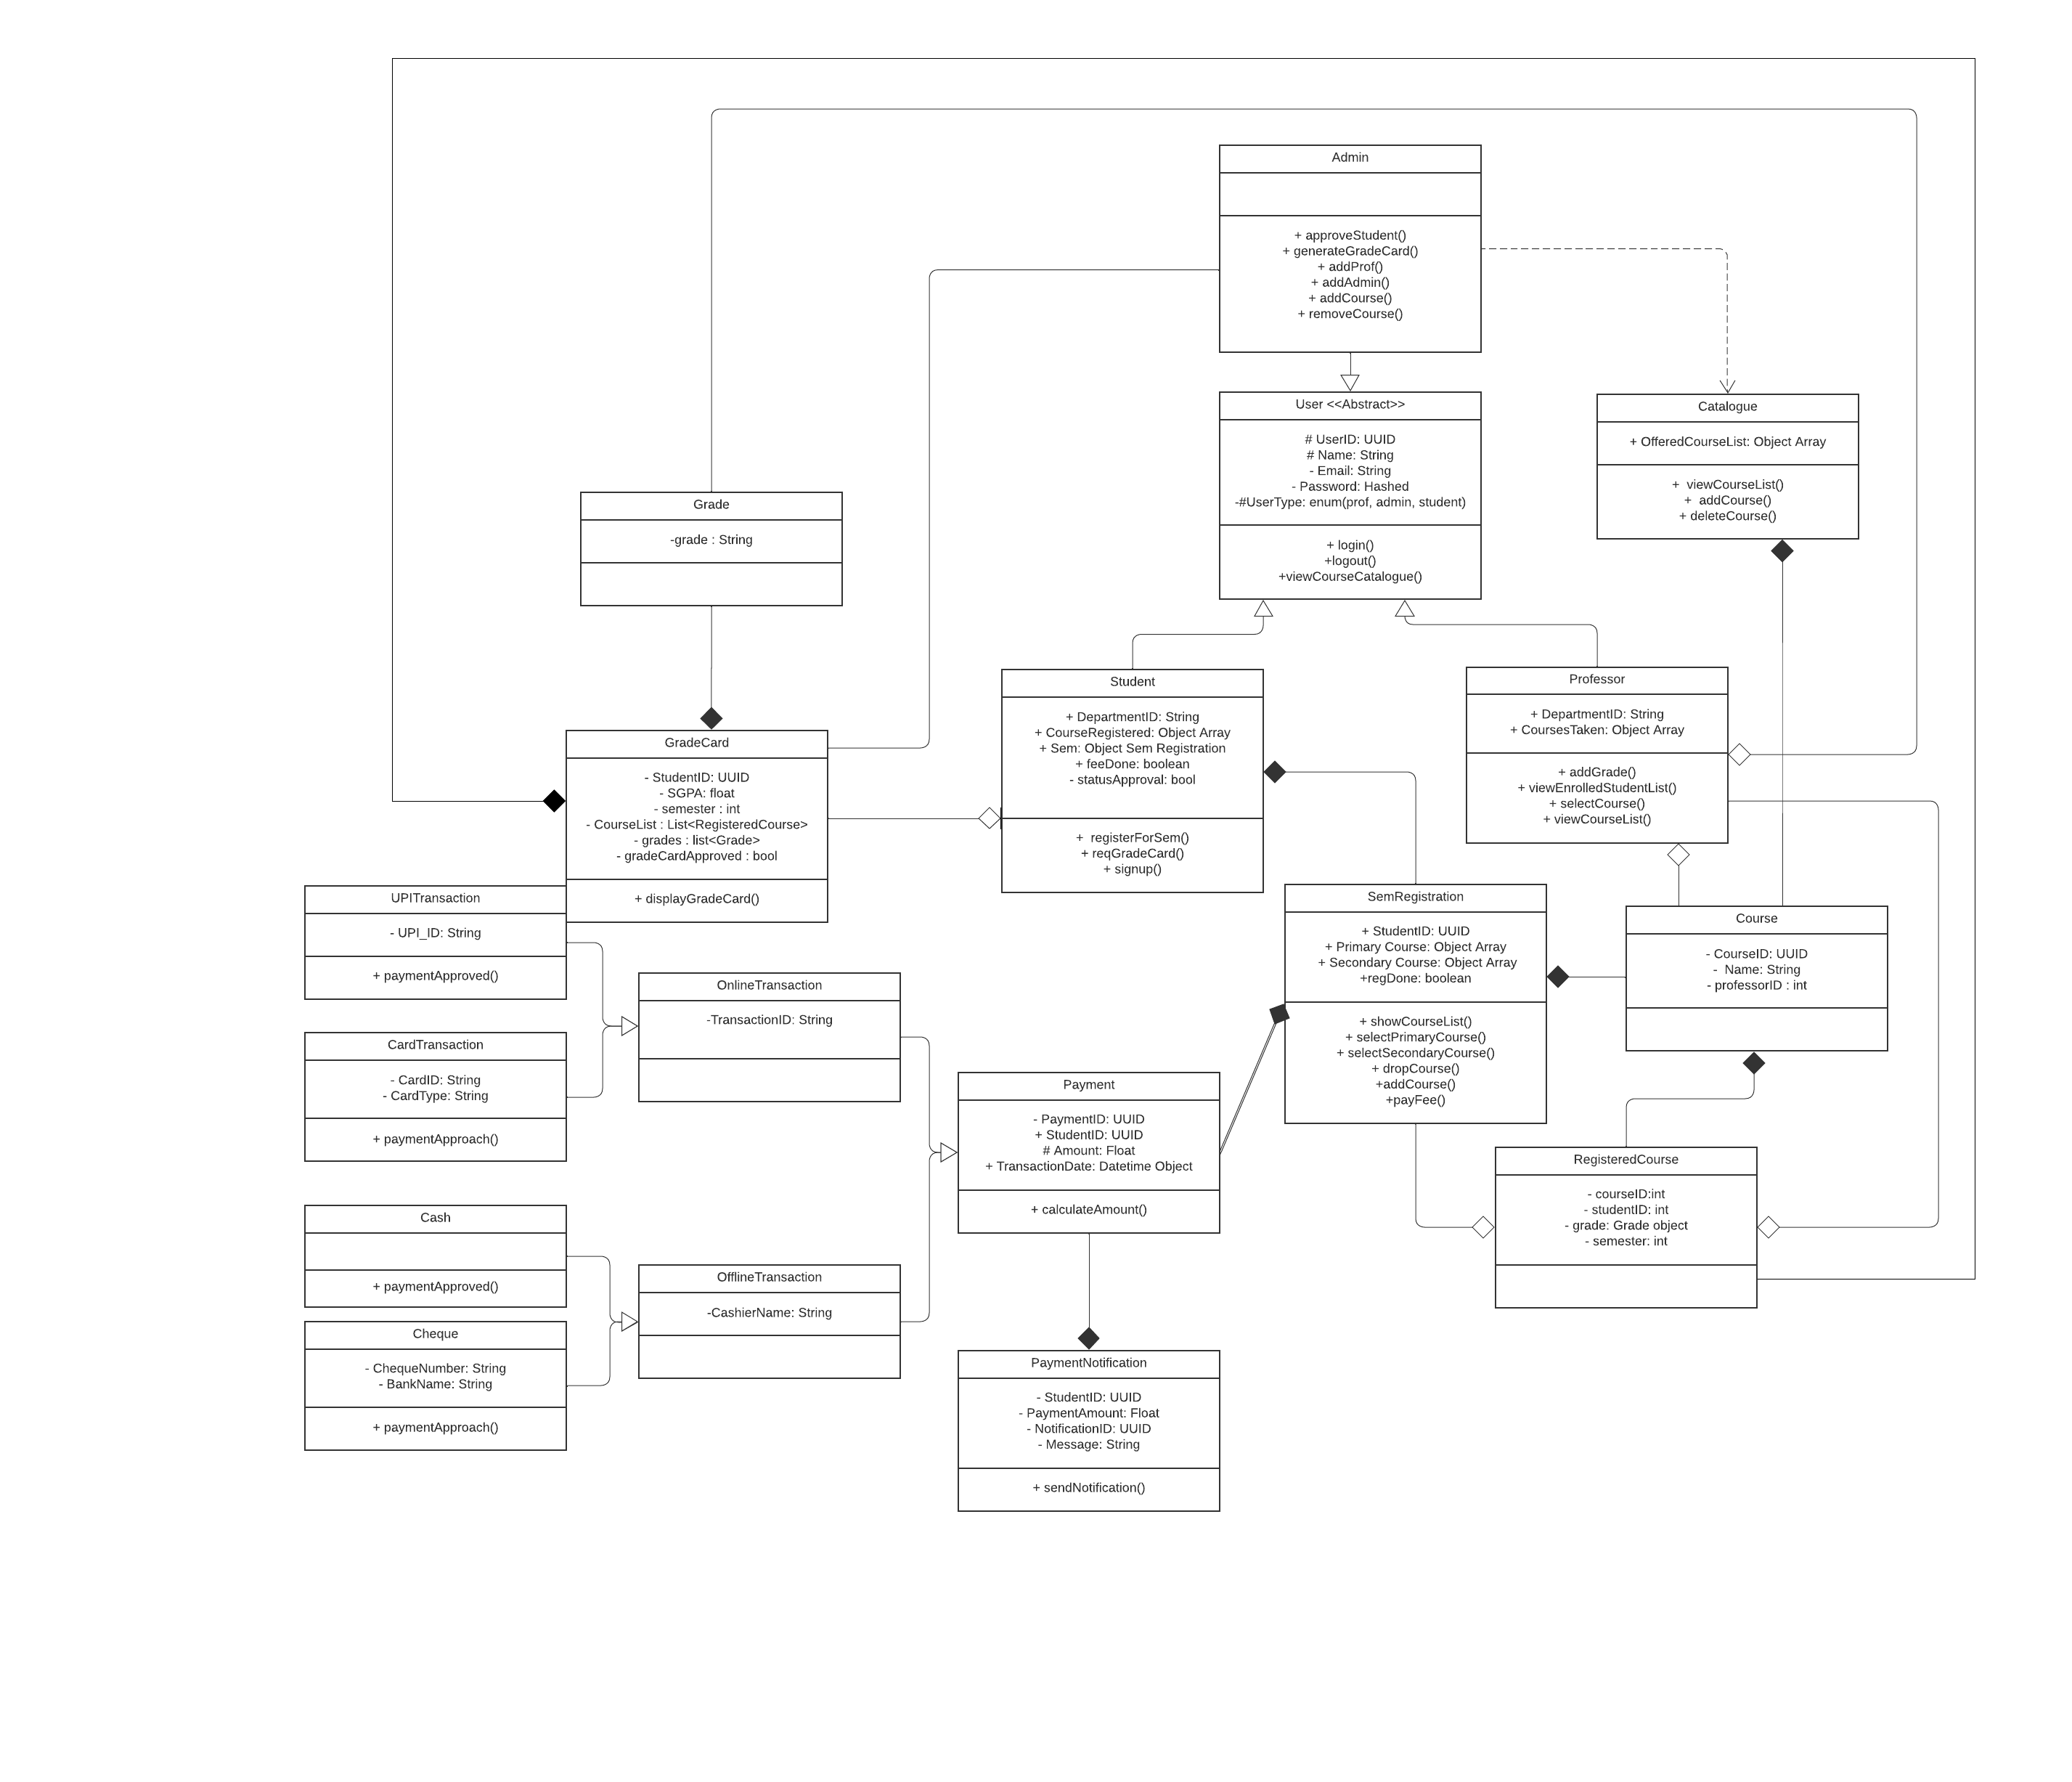 Admin
+ approveStudent()
+ generateGradeCard()
+ addProf()
+ addAdmin()
+ addCourse()
+ removeCourse()
User <<Abstract>>
# UserID: UUID
# Name: String
- Email: String
- Password: Hashed
-#UserType: enum(prof, admin, student)
+ login()
+logout()
+viewCourseCatalogue()
Catalogue
+ OfferedCourseList: Object Array
+  viewCourseList()
+  addCourse()
+ deleteCourse()
Grade
-grade : String
Student
+ DepartmentID: String
+ CourseRegistered: Object Array
+ Sem: Object Sem Registration
+ feeDone: boolean
- statusApproval: bool
+  registerForSem()
+ reqGradeCard()
+ signup()
Professor
+ DepartmentID: String
+ CoursesTaken: Object Array
+ addGrade()
+ viewEnrolledStudentList()
+ selectCourse()
+ viewCourseList()
GradeCard
- StudentID: UUID
- SGPA: float
- semester : int
- CourseList : List<RegisteredCourse>
- grades : list<Grade>
- gradeCardApproved : bool
+ displayGradeCard()
UPITransaction
- UPI_ID: String
+ paymentApproved()
SemRegistration
+ StudentID: UUID
+ Primary Course: Object Array
+ Secondary Course: Object Array
+regDone: boolean
+ showCourseList()
+ selectPrimaryCourse()
+ selectSecondaryCourse()
+ dropCourse()
+addCourse()
+payFee()
Course
- CourseID: UUID
-  Name: String
- professorID : int
OnlineTransaction
-TransactionID: String
CardTransaction
- CardID: String
- CardType: String
+ paymentApproach()
Payment
- PaymentID: UUID
+ StudentID: UUID
# Amount: Float
+ TransactionDate: Datetime Object
+ calculateAmount()
RegisteredCourse
- courseID:int
- studentID: int
- grade: Grade object
- semester: int
Cash
+ paymentApproved()
OfflineTransaction
-CashierName: String
Cheque
- ChequeNumber: String
- BankName: String
+ paymentApproach()
PaymentNotification
- StudentID: UUID
- PaymentAmount: Float
- NotificationID: UUID
- Message: String
+ sendNotification()